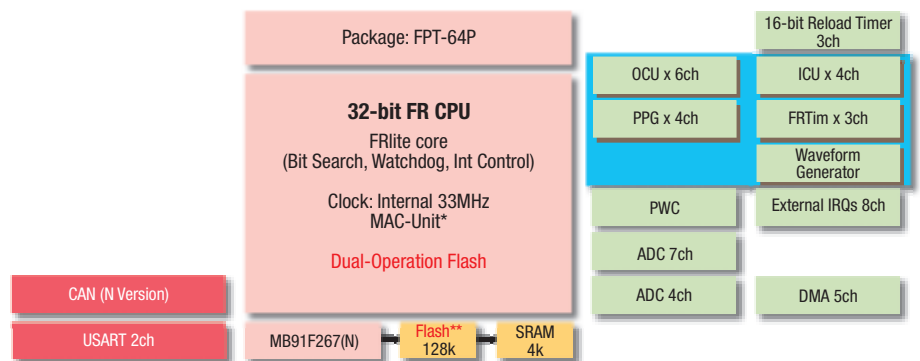 Package: FPT-64P
16-bit Reload Timer
3ch
32-bit FR CPU
FRlite core
(Bit Search, Watchdog, Int Control)
Clock: Internal 33MHz
MAC-Unit*
Dual-Operation Flash
OCU x 6ch
ICU x 4ch
PPG x 4ch
FRTim x 3ch
Waveform
Generator
PWC
External IRQs 8ch
ADC 7ch
CAN (N Version)
ADC 4ch
DMA 5ch
USART 2ch
MB91F267(N)
Flash**
128k
SRAM
4k